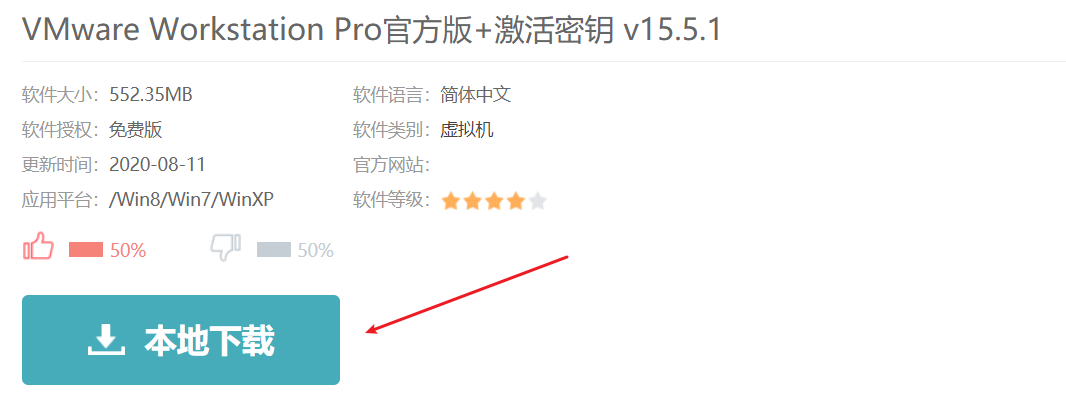 VMware Workstation Pro官方版+激活密钥 v15.5.1
软件大小：552.35MB 软件语言：简体中文
软件授权：免费版 软件类别：虚拟机
更新时间：2020-08-11 官方网站：
应用平台：/Win8/Win7/WinXP 软件等级：
50% 50%
本地下载